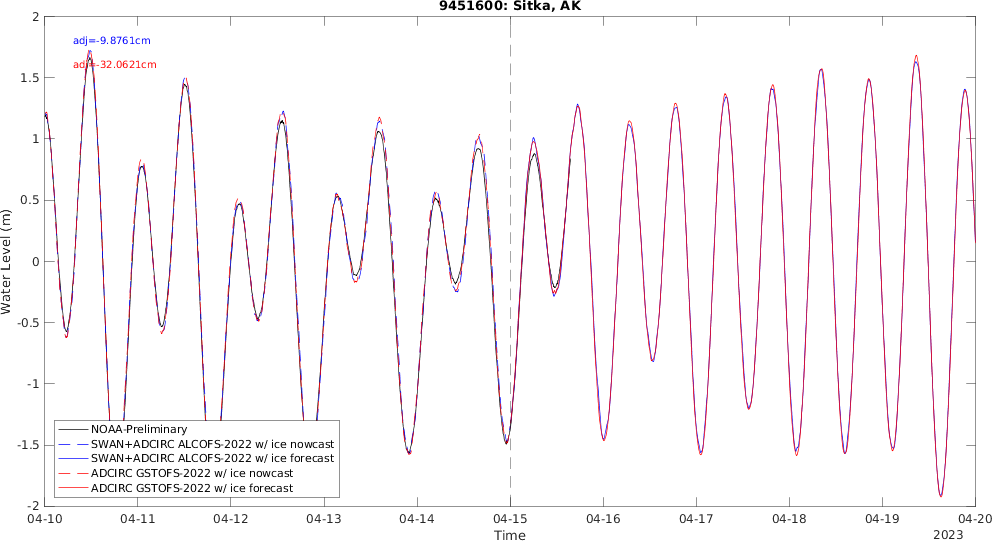 9451600: Sitka, AK
adj=-9.8761cm
adj=-32.0621cm
Water Level (m)
2
1.5
1
0.5
0
-0.5
-1
-1.5
-2
NOAA-Preliminary
SWAN+ADCIRC ALCOFS-2022 w/ ice nowcast
SWAN+ADCIRC ALCOFS-2022 w/ ice forecast
ADCIRC GSTOFS-2022 w/ ice nowcast
ADCIRC GSTOFS-2022 w/ ice forecast
04-10 04-11 04-12 04-13 04-14 04-15 04-16 04-17 04-18 04-19 04-20
Time
2023